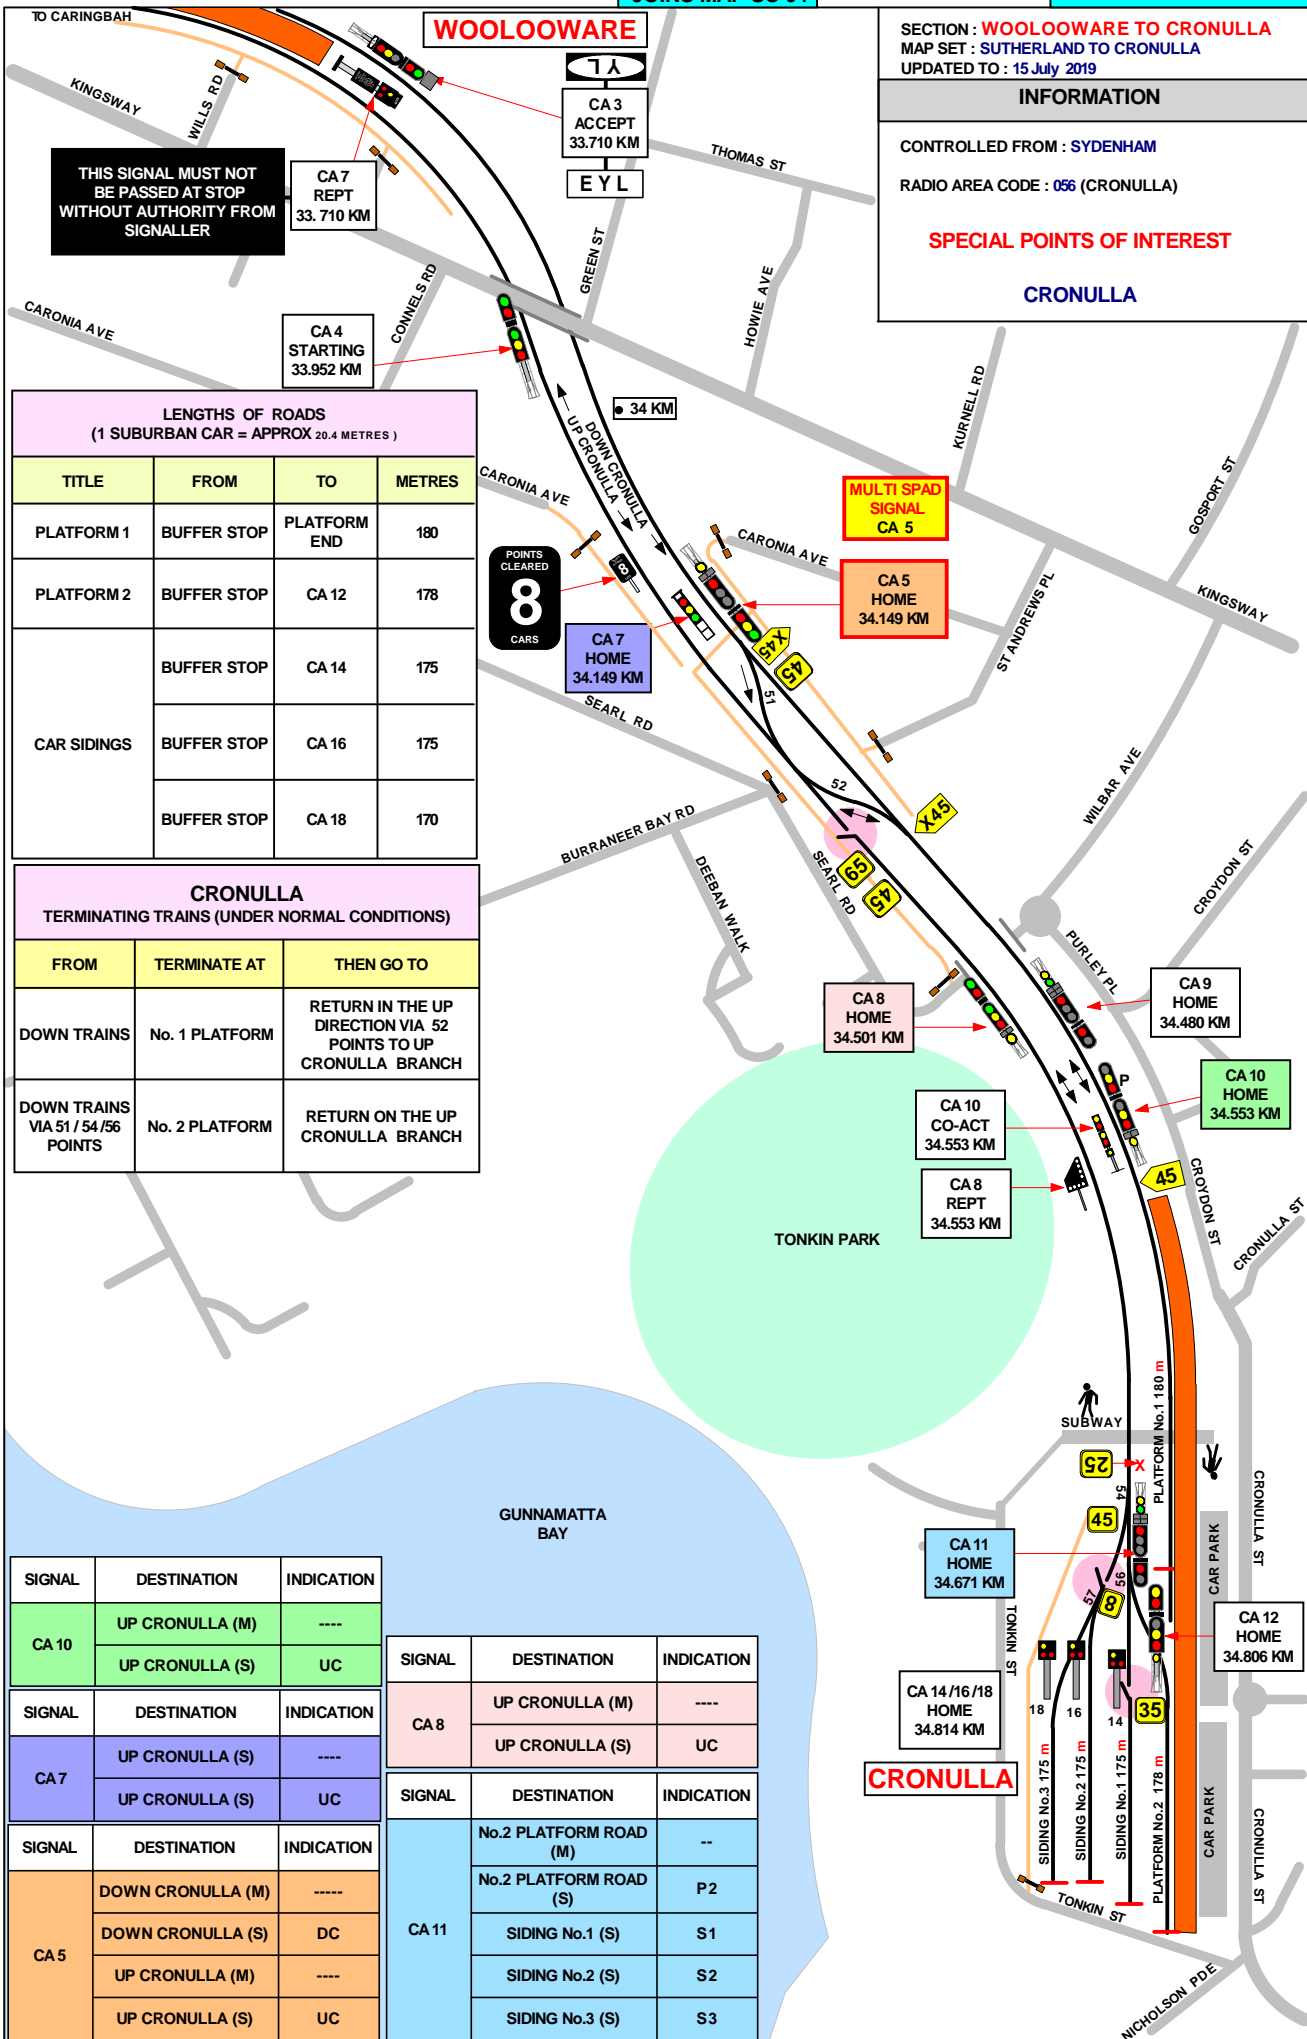 TO CARINGBAH
WOOLOOWARE
YL
CA 3
ACCEPT
33.710 KM
EYL
SECTION : WOOLOOWARE TO CRONULLA
MAP SET : SUTHERLAND TO CRONULLA
UPDATED TO : 15 July 2019
INFORMATION
CONTROLLED FROM : SYDENHAM
RADIO AREA CODE : 056 (CRONULLA)
SPECIAL POINTS OF INTEREST
CRONULLA
KINGSWAY
WILLS RD
THIS SIGNAL MUST NOT
BE PASSED AT STOP
WITHOUT AUTHORITY FROM
SIGNALLER
CA 7
REPT
33. 710 KM
THOMAS ST
GREEN ST
HOWIE AVE
CONNELS RD
CARONIA AVE
CA 4
STARTING
33.952 KM
34 KM
KURNELL RD
GOSPORT ST
LENGTHS OF ROADS
(1 SUBURBAN CAR = APPROX 20.4 METRES )
TITLE FROM TO METRES
PLATFORM 1 BUFFER STOP PLATFORM END 180
PLATFORM 2 BUFFER STOP CA 12 178
CAR SIDINGS BUFFER STOP CA 14 175
BUFFER STOP CA 16 175
BUFFER STOP CA 18 170
UP CRONULLA
DOWN CRONULLA
CARONIA AVE
POINTS
CLEARED
8
CARS
8
CARONIA AVE
MULTI SPAD
SIGNAL
CA 5
CA 5
HOME
34.149 KM
ST ANDREWS PL
KINGSWAY
CA 7
HOME
34.149 KM
X45
45
51
SEARL RD
52
X45
WILBAR AVE
BURRANEER BAY RD
DEEBAN WALK
SEARL RD
65
45
CROYDON ST
PURLEY PL
CRONULLA
TERMINATING TRAINS (UNDER NORMAL CONDITIONS)
FROM TERMINATE AT THEN GO TO
DOWN TRAINS No. 1 PLATFORM RETURN IN THE UP
DIRECTION VIA 52
POINTS TO UP
CRONULLA BRANCH
DOWN TRAINS
VIA 51 / 54 /56
POINTS No. 2 PLATFORM RETURN ON THE UP
CRONULLA BRANCH
CA 8
HOME
34.501 KM
CA 9
HOME
34.480 KM
P
CA 10
HOME
34.553 KM
CA 10
CO-ACT
34.553 KM
CA 8
REPT
34.553 KM
45
CROYDON ST
CRONULLA ST
TONKIN PARK
PLATFORM No.1 180 m
SUBWAY
25
X
54
45
GUNNAMATTA
BAY
CA 11
HOME
34.671 KM
56
57
8
CAR PARK
CRONULLA ST
TONKIN ST
CA 12
HOME
34.806 KM
CA 14 /16 /18
HOME
34.814 KM
18
16
14
35
CRONULLA
SIDING No.3 175 m
SIDING No.2 175 m
SIDING No.1 175 m
PLATFORM No.2 178 m
CAR PARK
CRONULLA ST
TONKIN ST
NICHOLSON PDE
SIGNAL DESTINATION INDICATION
CA 10 UP CRONULLA (M) ----
UP CRONULLA (S) UC
SIGNAL DESTINATION INDICATION
CA 7 UP CRONULLA (S) ----
UP CRONULLA (S) UC
SIGNAL DESTINATION INDICATION
CA 5 DOWN CRONULLA (M) -----
DOWN CRONULLA (S) DC
UP CRONULLA (M) ----
UP CRONULLA (S) UC
SIGNAL DESTINATION INDICATION
CA 8 UP CRONULLA (M) ----
UP CRONULLA (S) UC
SIGNAL DESTINATION INDICATION
CA 11 No.2 PLATFORM ROAD
(M) --
No.2 PLATFORM ROAD
(S) P2
SIDING No.1 (S) S1
SIDING No.2 (S) S2
SIDING No.3 (S) S3